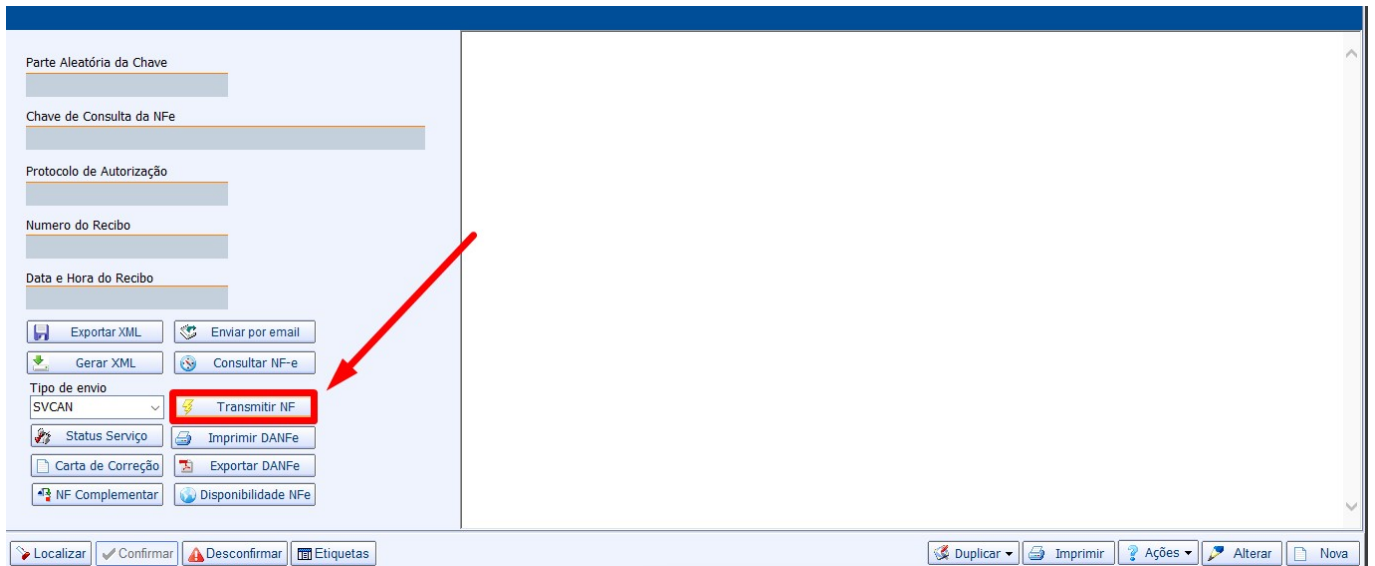 Parte Aleatória da Chave
Chave de Consulta da NFe
Protocolo de Autorização
Numero do Recibo
Data e Hora do Recibo
Exportar XML Enviar por email
Gerar XML Consultar NF-e
Tipo de envio
SVCAN Transmitir NF
Status Serviço Imprimir DANFe
Carta de Correção Exportar DANFe
NF Complementar Disponibilidade NFe
Localizar Confirmar Desconfirmar Etiquetas Duplicar Imprimir Ações Alterar Nova